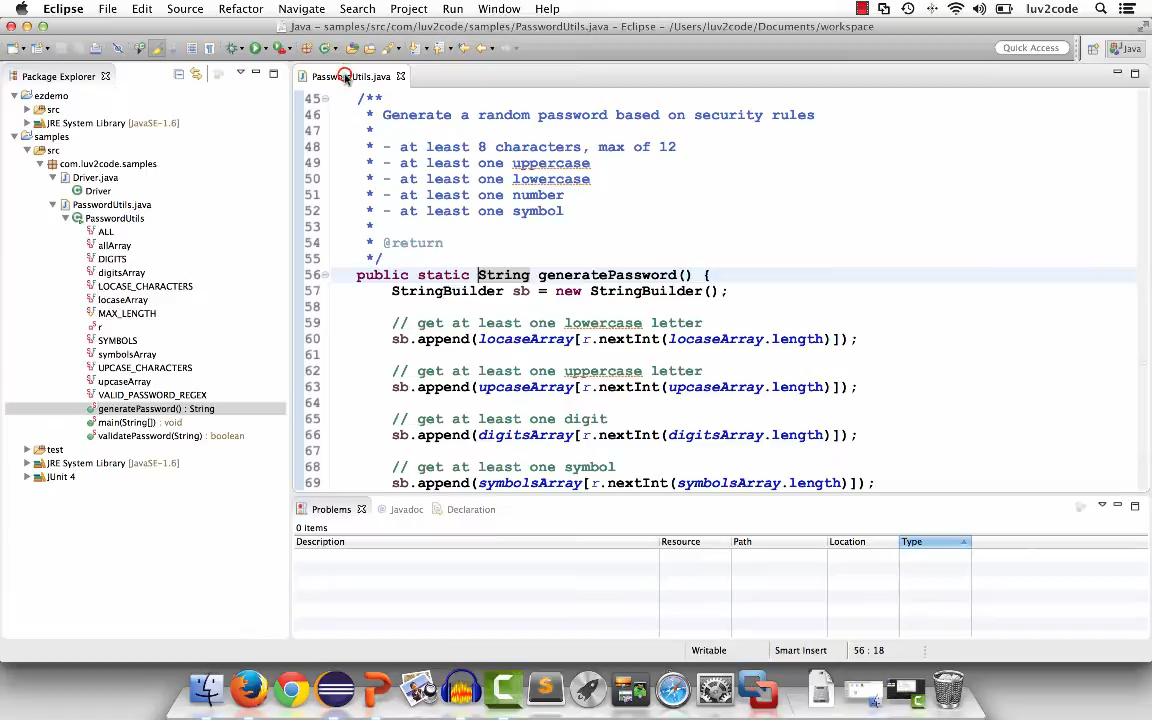 Eclipse File Edit Source Refactor Navigate Search Project Run Window Help luv2code
Java – samples/src/com/luv2code/samples/PasswordUtils.java – Eclipse – /Users/luv2code/Documents/workspace
Quick Access Java
Package Explorer
ezdemo
src
JRE System Library [JavaSE-1.6]
samples
src
com.luv2code.samples
Driver.java
Driver
PasswordUtils.java
PasswordUtils
ALL
allArray
DIGITS
digitsArray
LOCASE_CHARACTERS
locaseArray
MAX_LENGTH
r
SYMBOLS
symbolsArray
UPCASE_CHARACTERS
upcaseArray
VALID_PASSWORD_REGEX
generatePassword() : String
main(String[]) : void
validatePassword(String) : boolean
test
JRE System Library [JavaSE-1.6]
JUnit 4
PasswordUtils.java
45 /**
46 * Generate a random password based on security rules
47 *
48 * - at least 8 characters, max of 12
49 * - at least one uppercase
50 * - at least one lowercase
51 * - at least one number
52 * - at least one symbol
53 *
54 * @return
55 */
56 public static String generatePassword() {
57 StringBuilder sb = new StringBuilder();
58
59 // get at least one lowercase letter
60 sb.append(locaseArray[r.nextInt(locaseArray.length)]);
61
62 // get at least one uppercase letter
63 sb.append(upcaseArray[r.nextInt(upcaseArray.length)]);
64
65 // get at least one digit
66 sb.append(digitsArray[r.nextInt(digitsArray.length)]);
67
68 // get at least one symbol
69 sb.append(symbolsArray[r.nextInt(symbolsArray.length)]);
Problems Javadoc Declaration
0 items
Description Resource Path Location Type
Writable Smart Insert 56 : 18